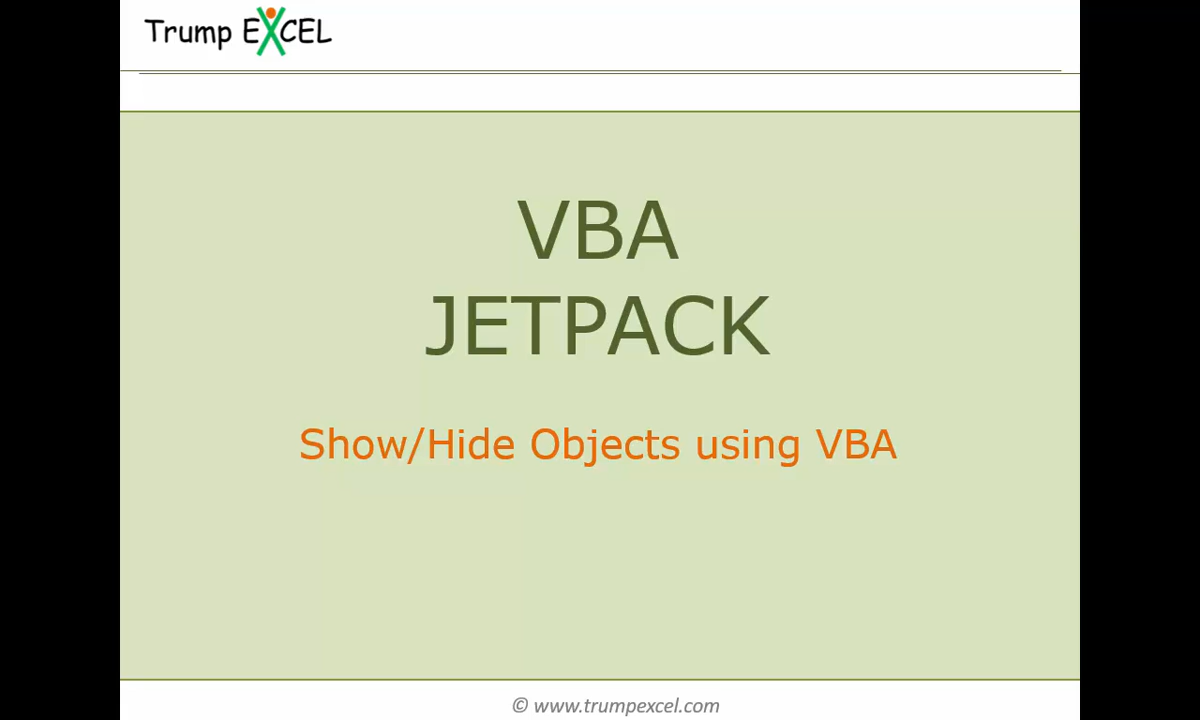 Trump EXCEL
VBA
JETPACK
Show/Hide Objects using VBA
© www.trumpexcel.com